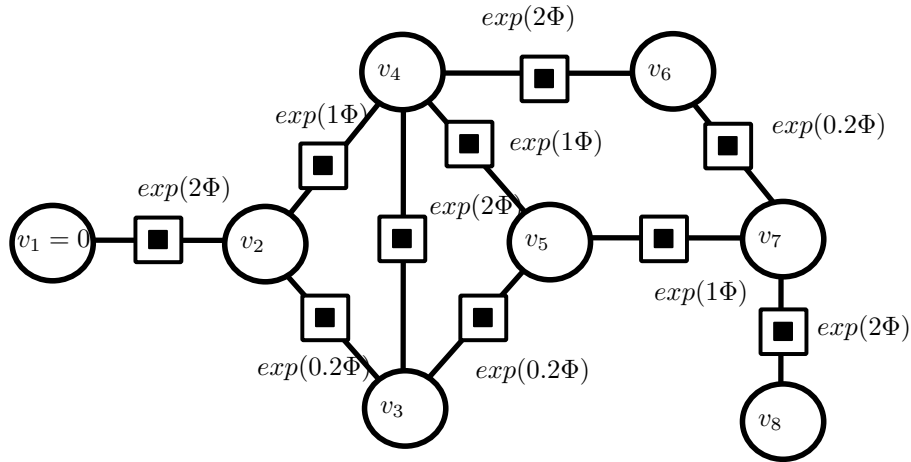 exp(2Φ)
v₄
v₆
exp(1Φ)
exp(0.2Φ)
exp(1Φ)
exp(2Φ)
exp(2Φ)
v₁ = 0
v₂
v₅
v₇
exp(1Φ)
exp(2Φ)
exp(0.2Φ)
exp(0.2Φ)
v₃
v₈